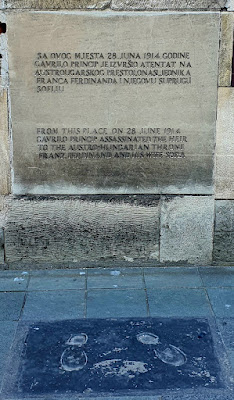 SA OVOG MJESTA 28. JUNA 1914. GODINE
GAVRILO PRINCIP JE IZVRŠIO ATENTAT NA
AUSTROUGARSKOG PRESTOLONASLJEDNIKA
FRANCA FERDINANDA I NJEGOVU SUPRUGU
SOFIJU
FROM THIS PLACE ON 28 JUNE 1914
GAVRILO PRINCIP ASSASSINATED THE HEIR
TO THE AUSTRO-HUNGARIAN THRONE
FRANZ FERDINAND AND HIS WIFE SOFIA